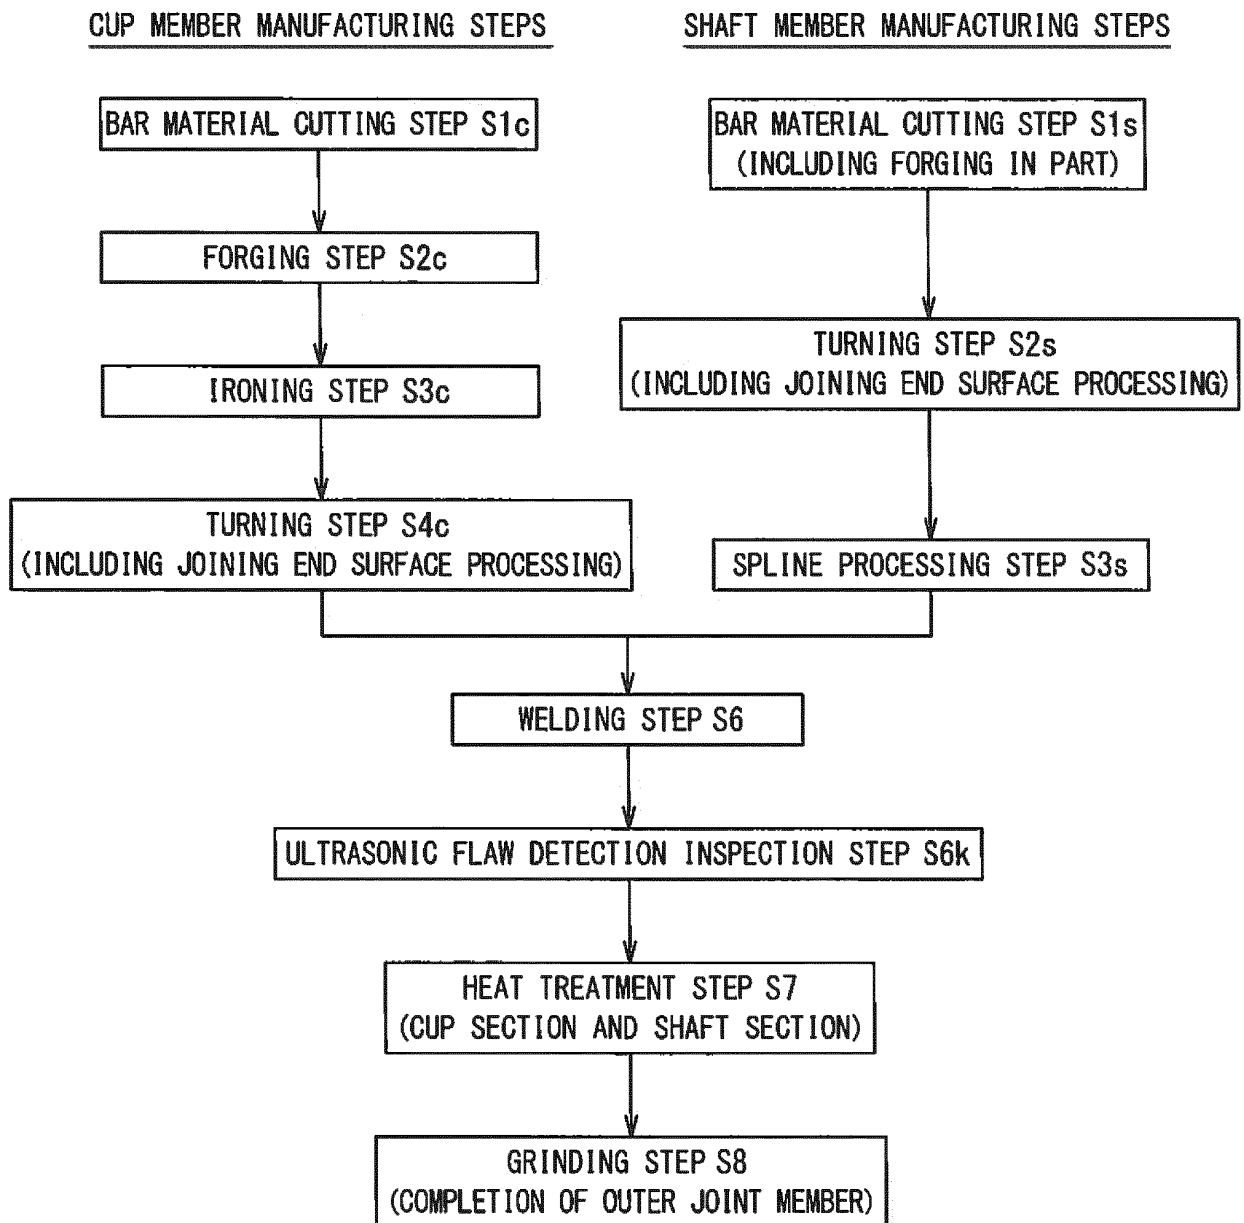 CUP MEMBER MANUFACTURING STEPS
SHAFT MEMBER MANUFACTURING STEPS
BAR MATERIAL CUTTING STEP S1c
FORGING STEP S2c
IRONING STEP S3c
TURNING STEP S4c
(INCLUDING JOINING END SURFACE PROCESSING)
BAR MATERIAL CUTTING STEP S1s
(INCLUDING FORGING IN PART)
TURNING STEP S2s
(INCLUDING JOINING END SURFACE PROCESSING)
SPLINE PROCESSING STEP S3s
WELDING STEP S6
ULTRASONIC FLAW DETECTION INSPECTION STEP S6k
HEAT TREATMENT STEP S7
(CUP SECTION AND SHAFT SECTION)
GRINDING STEP S8
(COMPLETION OF OUTER JOINT MEMBER)